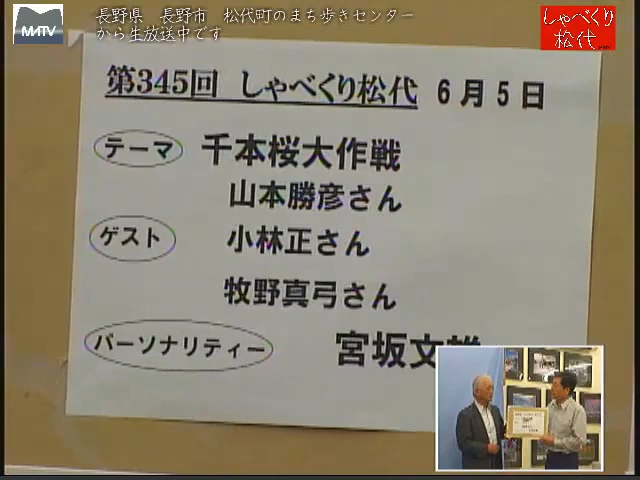 MATV
長野県　長野市　松代町のまち歩きセンター
から生放送中です
しゃべくり
松代
第345回 しゃべくり松代 6月5日
テーマ 千本桜大作戦
山本勝彦さん
ゲスト 小林正さん
牧野真弓さん
パーソナリティー 宮坂文雄